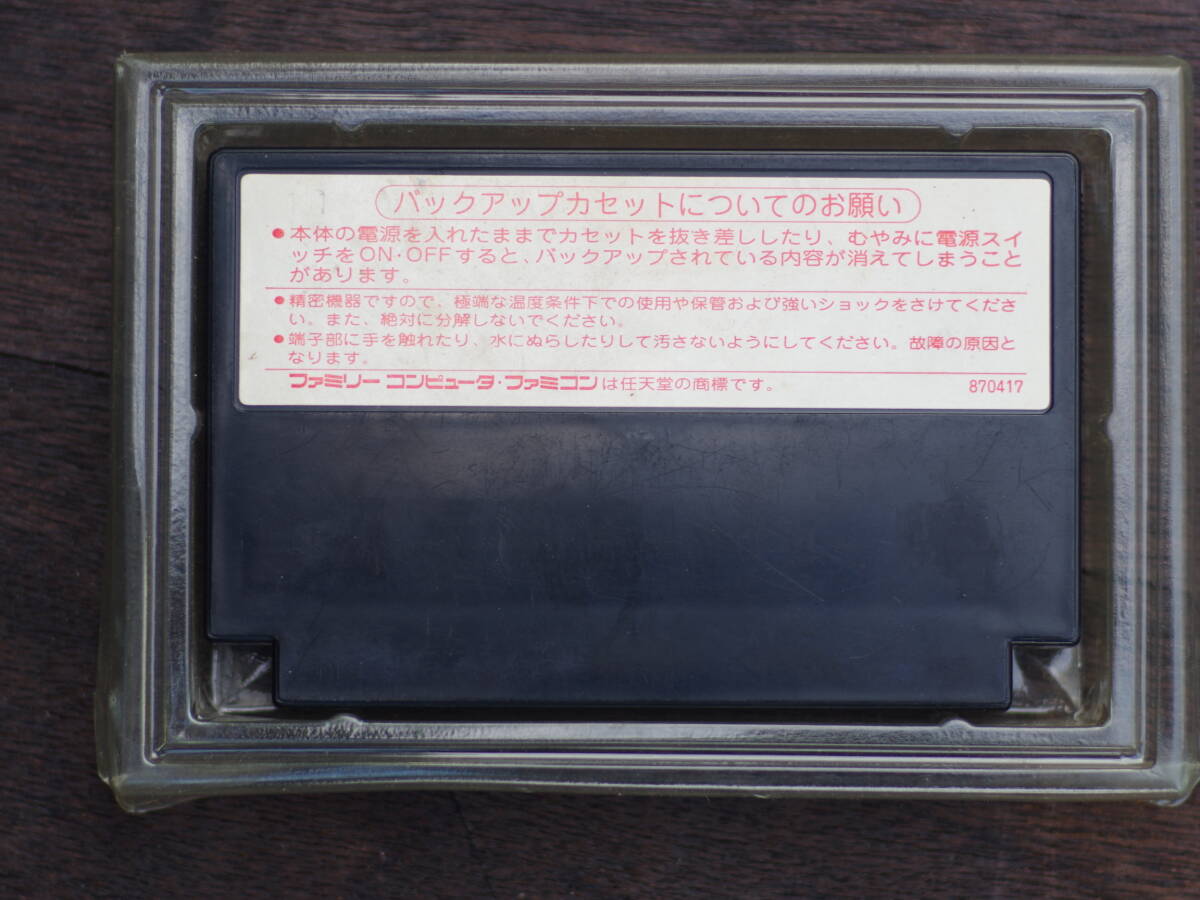 バックアップカセットについてのお願い
●本体の電源を入れたままでカセットを抜き差ししたり、むやみに電源スイ
ッチをON・OFFすると、バックアップされている内容が消えてしまうこと
があります。
●精密機器ですので、極端な温度条件下での使用や保管および強いショックをさけてくださ
い。また、絶対に分解しないでください。
●端子部に手を触れたり、水にぬらしたりして汚さないようにしてください。故障の原因と
なります。
ファミリーコンピュータ・ファミコンは任天堂の商標です。 870417